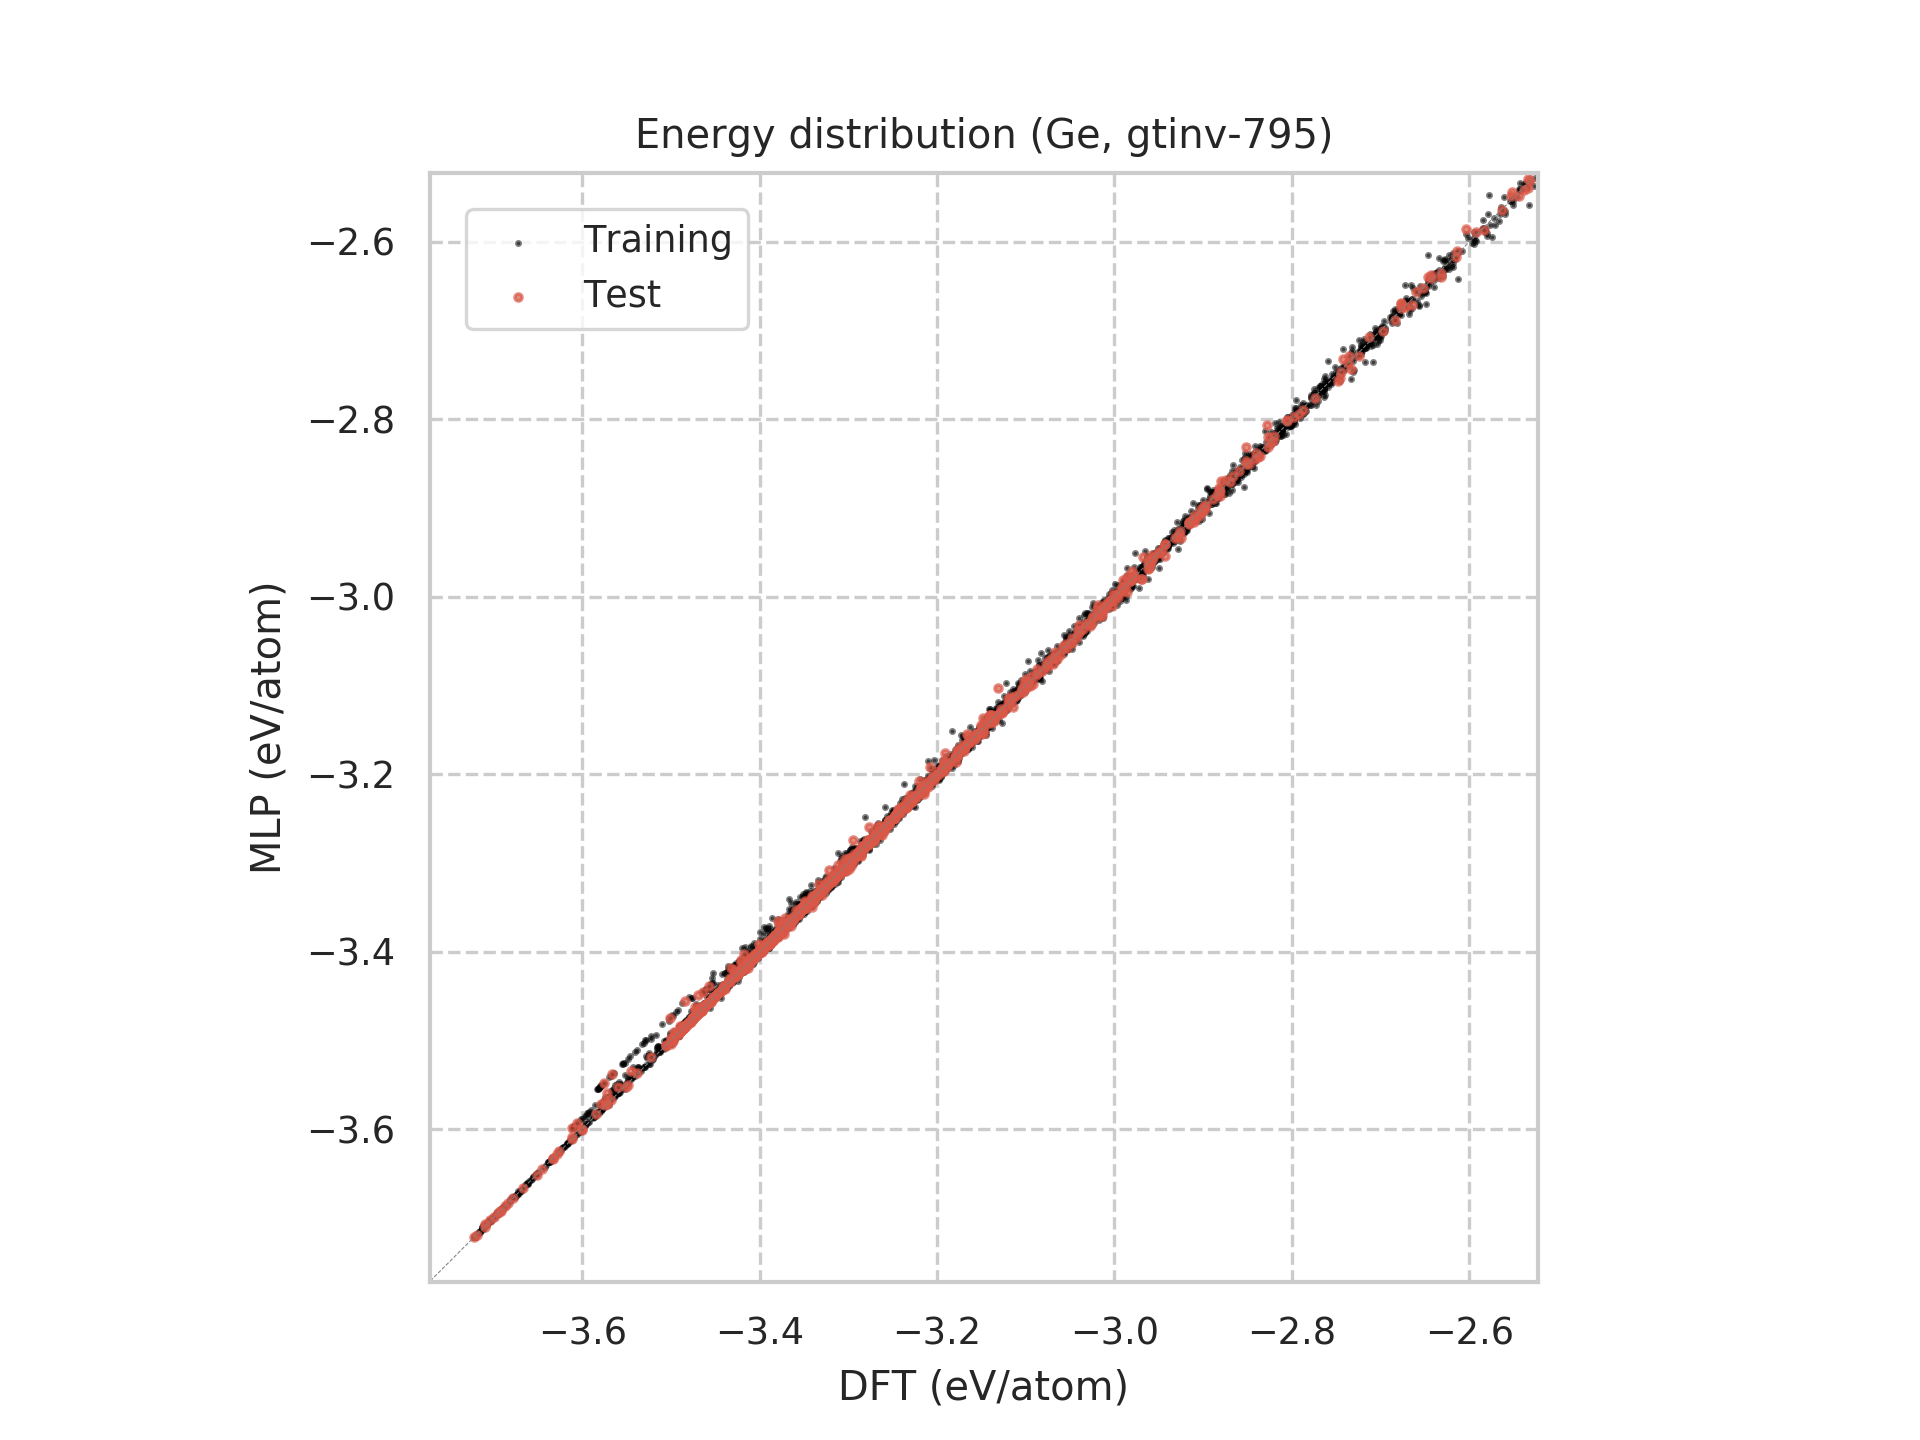 Energy distribution (Ge, gtinv-795)
Training
Test
MLP (eV/atom)
−2.6
−2.8
−3.0
−3.2
−3.4
−3.6
−3.6 −3.4 −3.2 −3.0 −2.8 −2.6
DFT (eV/atom)